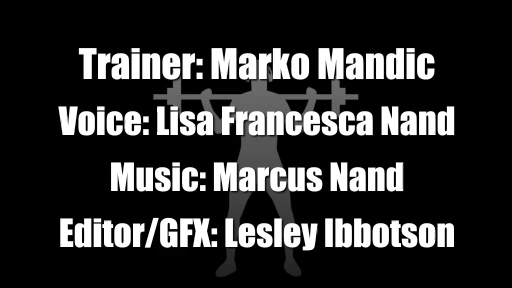 Trainer: Marko Mandic
Voice: Lisa Francesca Nand
Music: Marcus Nand
Editor/GFX: Lesley Ibbotson